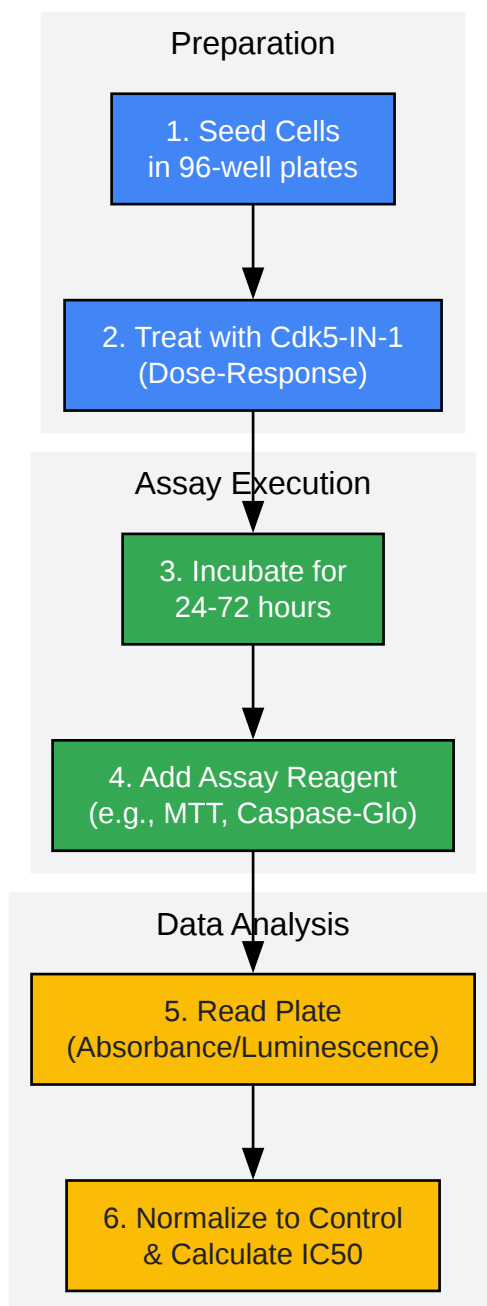 Preparation
1. Seed Cells
in 96-well plates
2. Treat with Cdk5-IN-1
(Dose-Response)
Assay Execution
3. Incubate for
24-72 hours
4. Add Assay Reagent
(e.g., MTT, Caspase-Glo)
Data Analysis
5. Read Plate
(Absorbance/Luminescence)
6. Normalize to Control
& Calculate IC50